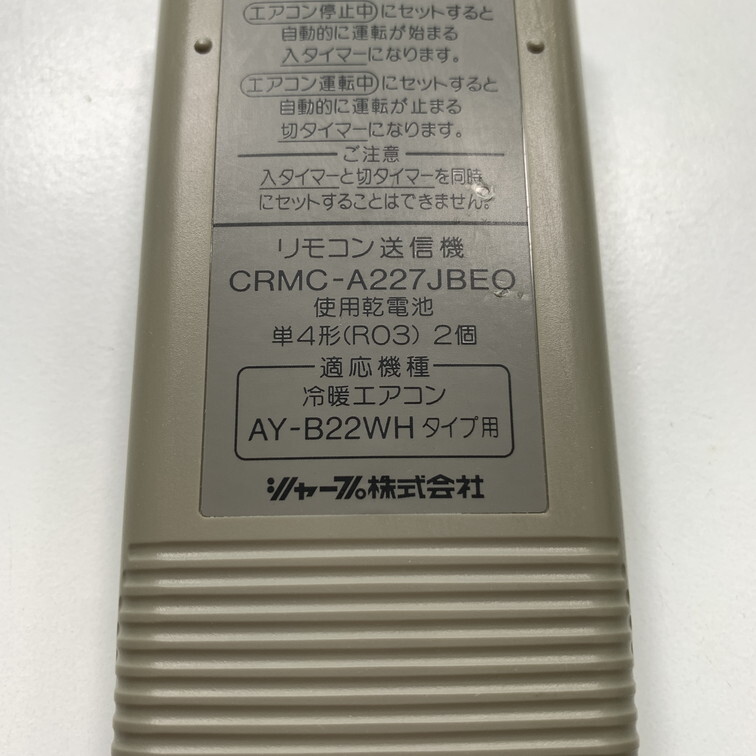 エアコン停止中にセットすると
自動的に運転が始まる
入タイマーになります。
エアコン運転中にセットすると
自動的に運転が止まる
切タイマーになります。
ご注意
入タイマーと切タイマーを同時
にセットすることはできません。
リモコン送信機
CRMC-A227JBEO
使用乾電池
単4形(R03) 2個
適応機種
冷暖エアコン
AY-B22WH タイプ用
シャープ株式会社